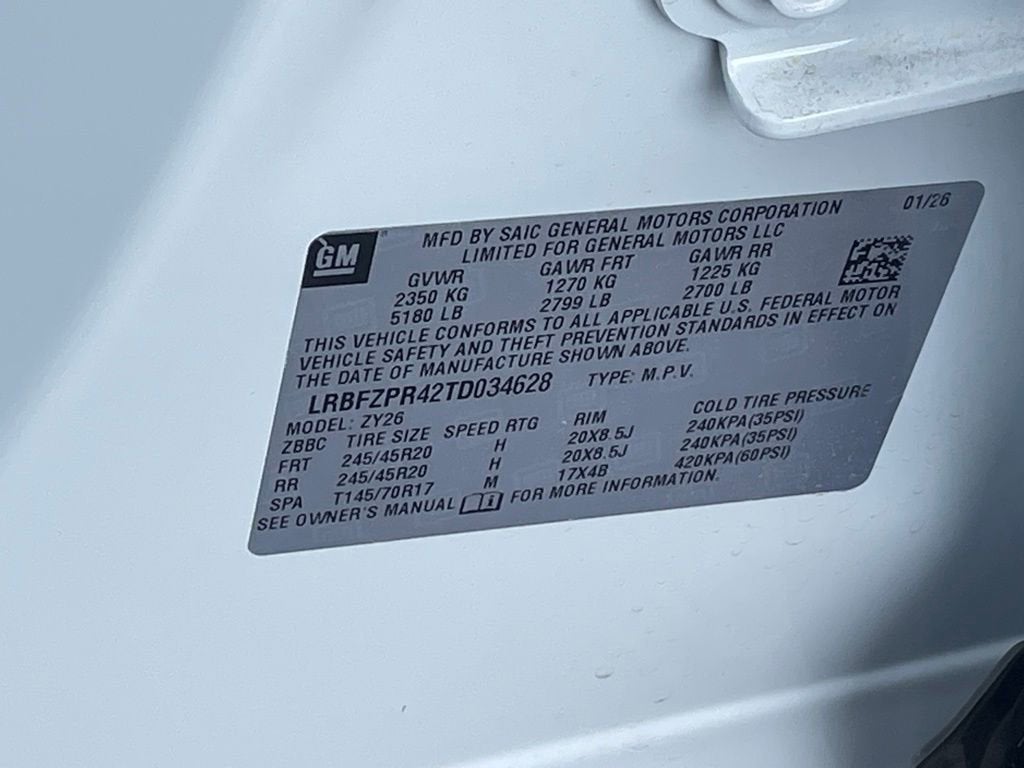 GM
MFD BY SAIC GENERAL MOTORS CORPORATION 01/26
LIMITED FOR GENERAL MOTORS LLC
GVWR GAWR FRT GAWR RR
2350 KG 1270 KG 1225 KG
5180 LB 2799 LB 2700 LB
THIS VEHICLE CONFORMS TO ALL APPLICABLE U.S. FEDERAL MOTOR
VEHICLE SAFETY AND THEFT PREVENTION STANDARDS IN EFFECT ON
THE DATE OF MANUFACTURE SHOWN ABOVE.
LRBFZPR42TD034628 TYPE: M.P.V.
MODEL: ZY26
ZBBC TIRE SIZE SPEED RTG RIM COLD TIRE PRESSURE
FRT 245/45R20 H 20X8.5J 240KPA(35PSI)
RR 245/45R20 H 20X8.5J 240KPA(35PSI)
SPA T145/70R17 M 17X4B 420KPA(60PSI)
SEE OWNER'S MANUAL FOR MORE INFORMATION.